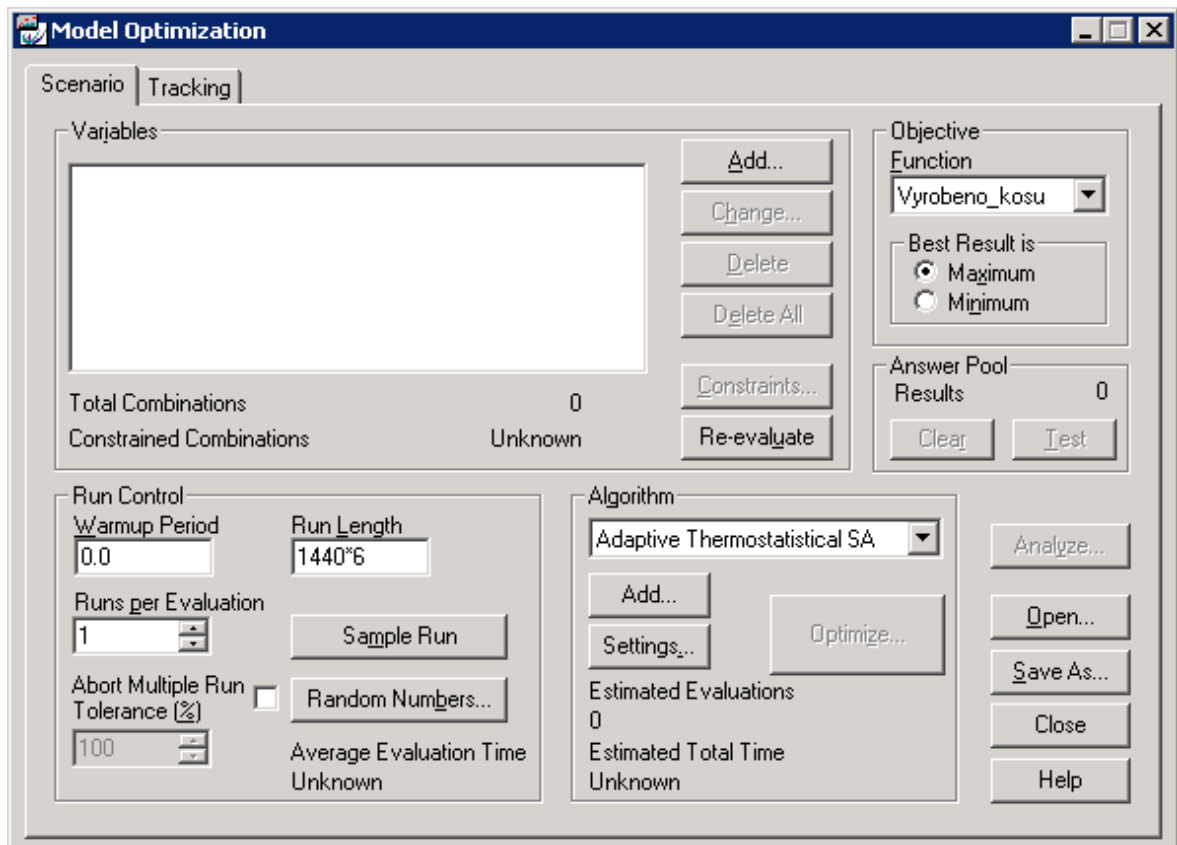 Model Optimization
Scenario
Tracking
Variables
Add...
Change...
Delete
Delete All
Constraints...
Re-evaluate
Total Combinations 0
Constrained Combinations Unknown
Objective
Function
Vyrobeno_kosu
Best Result is
Maximum
Minimum
Answer Pool
Results 0
Clear
Test
Run Control
Warmup Period
0.0
Run Length
1440*6
Runs per Evaluation
1
Sample Run
Abort Multiple Run
Tolerance (%)
100
Random Numbers...
Average Evaluation Time
Unknown
Algorithm
Adaptive Thermostatistical SA
Add...
Settings...
Optimize...
Estimated Evaluations
0
Estimated Total Time
Unknown
Analyze...
Open...
Save As...
Close
Help